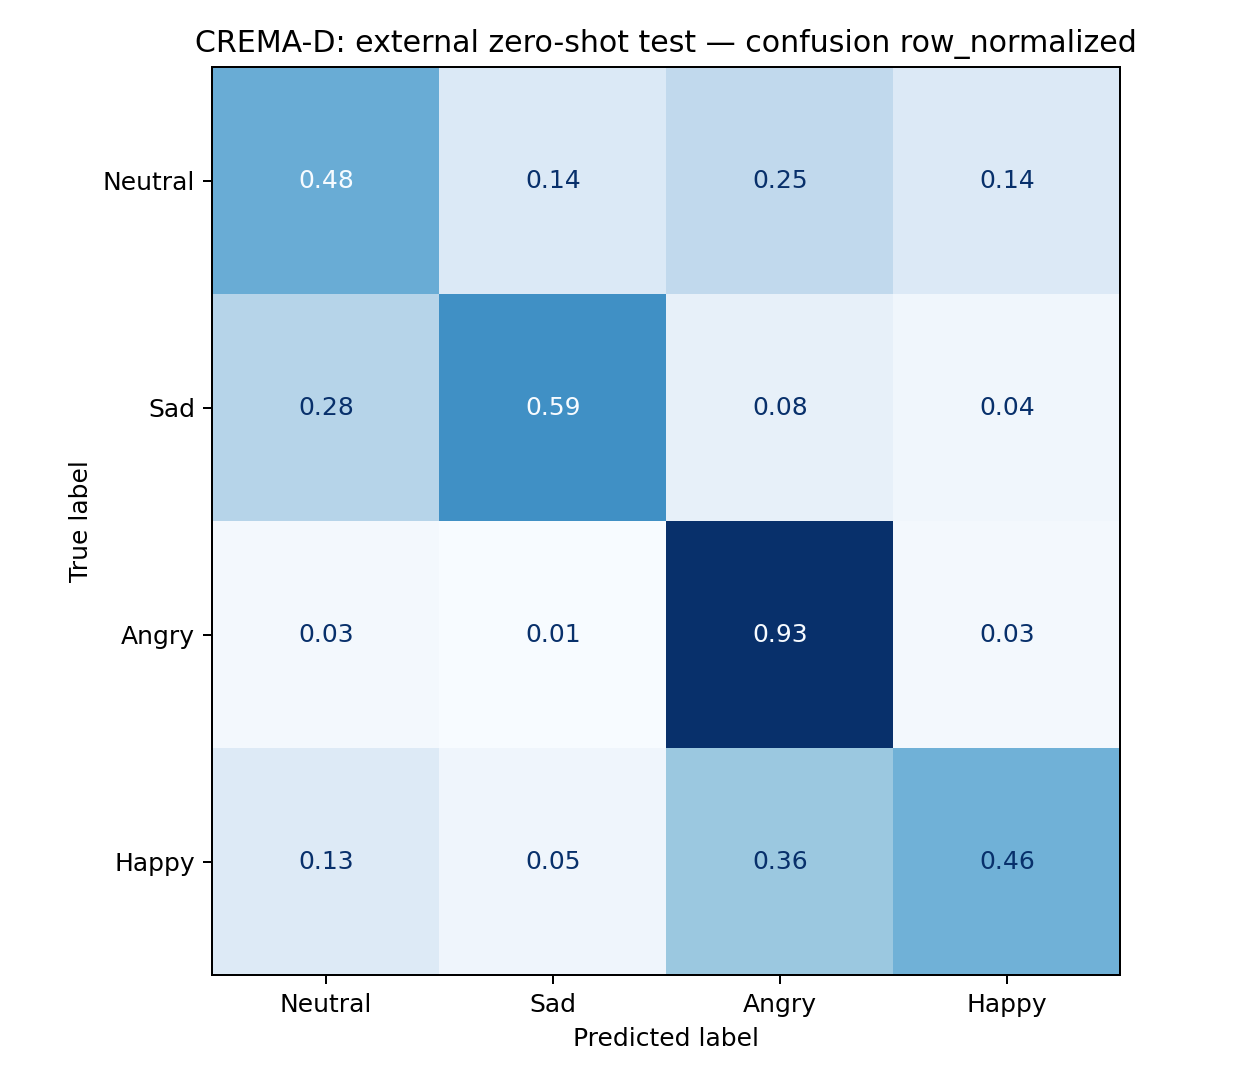 CREMA-D: external zero-shot test — confusion row_normalized
Neutral 0.48 0.14 0.25 0.14
Sad 0.28 0.59 0.08 0.04
Angry 0.03 0.01 0.93 0.03
Happy 0.13 0.05 0.36 0.46
True label
Neutral Sad Angry Happy
Predicted label